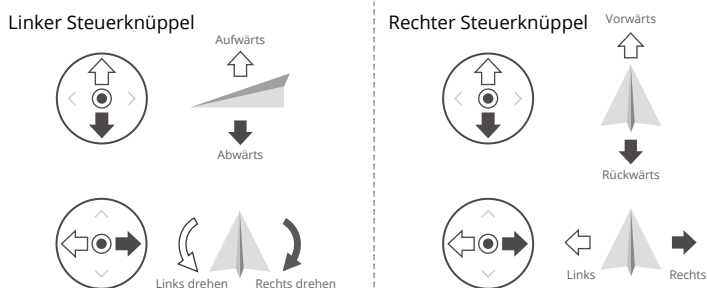 Linker Steuerknüppel
Aufwärts
Abwärts
Links drehen
Rechts drehen
Rechter Steuerknüppel
Vorwärts
Rückwärts
Links
Rechts